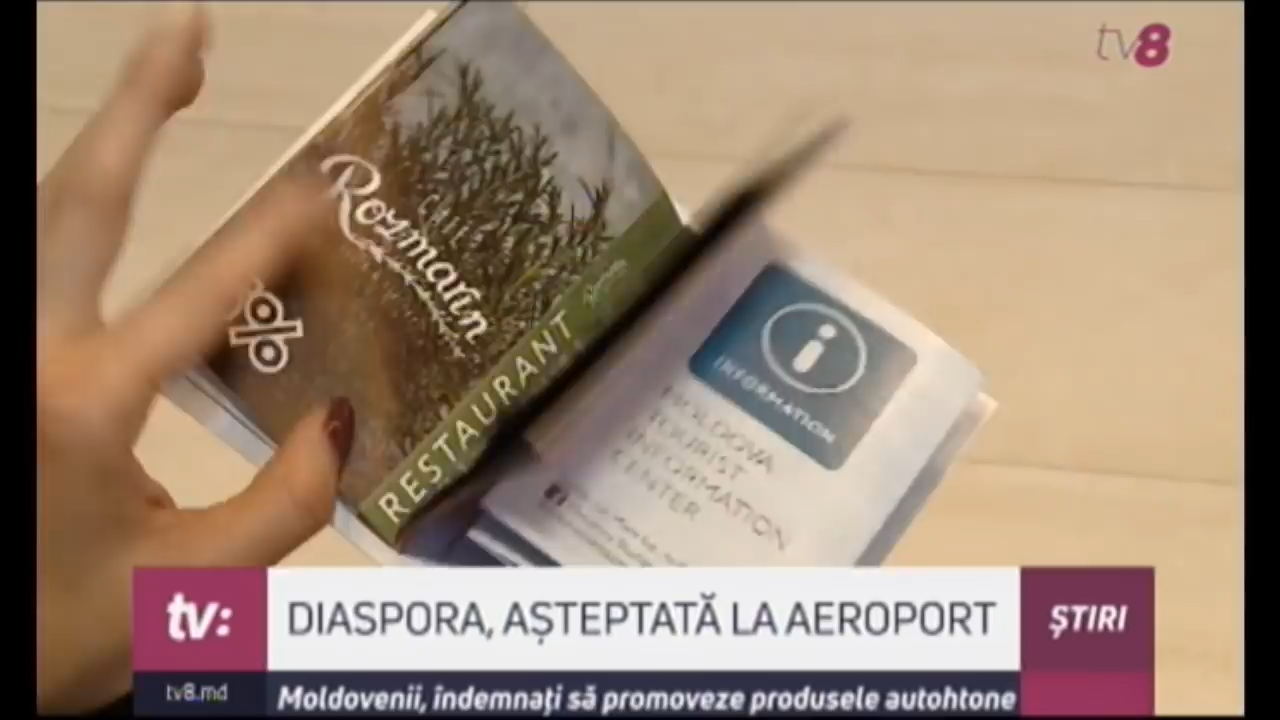 tv8
Rozmarin
CAFE
RESTAURANT
i
INFORMATION
MOLDOVA
TOURIST
INFORMATION
CENTER
tv:
DIASPORA, AȘTEPTATĂ LA AEROPORT
ȘTIRI
tv8.md
Moldovenii, îndemnați să promoveze produsele autohtone